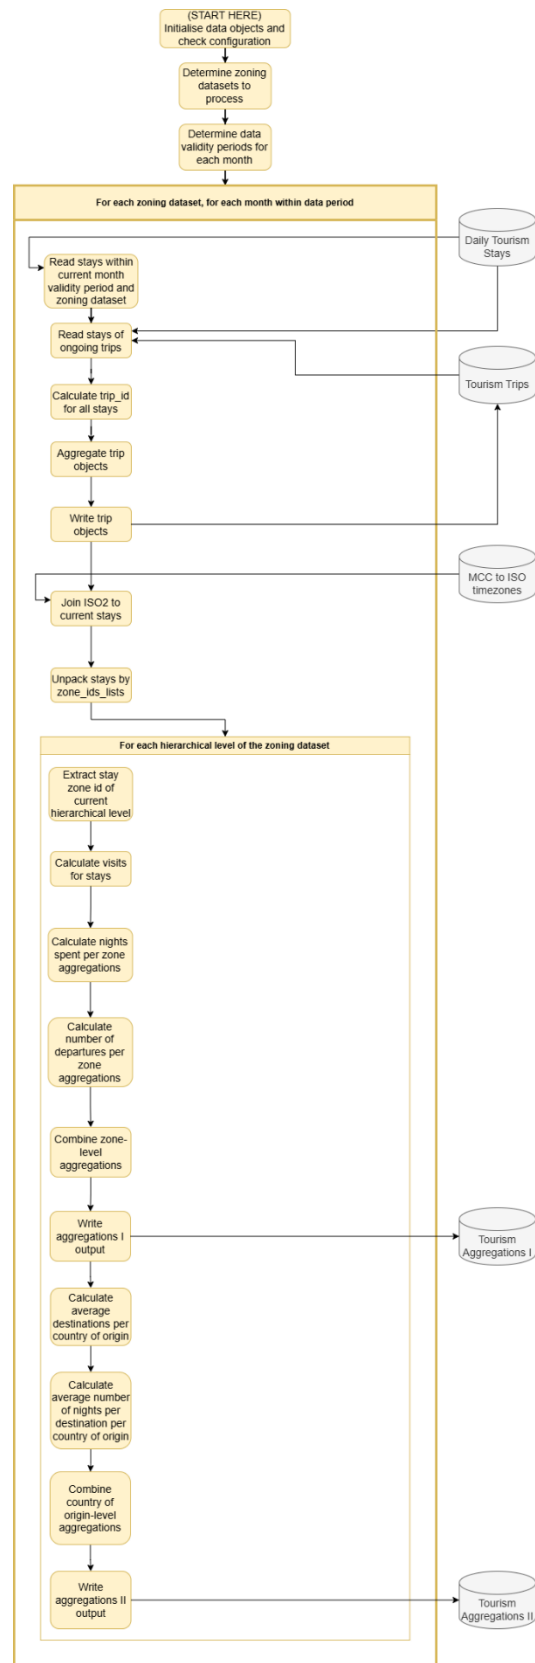 (START HERE)
Initialise data objects and
check configuration
Determine zoning
datasets to
process
Determine data
validity periods for
each month
For each zoning dataset, for each month within data period
Daily Tourism
Stays
Read stays within
current month
validity period and
zoning dataset
Read stays of
ongoing trips
Tourism Trips
Calculate trip_id
for all stays
Aggregate trip
objects
Write trip
objects
MCC to ISO
timezones
Join ISO2 to
current stays
Unpack stays by
zone_ids_lists
For each hierarchical level of the zoning dataset
Extract stay
zone id of
current
hierarchical level
Calculate visits
for stays
Calculate nights
spent per zone
aggregations
Calculate
number of
departures per
zone
aggregations
Combine zone-
level
aggregations
Write
aggregations I
output
Tourism
Aggregations I
Calculate
average
destinations per
country of origin
Calculate
average number
of nights per
destination per
country of origin
Combine
country of
origin-level
aggregations
Write
aggregations II
output
Tourism
Aggregations II